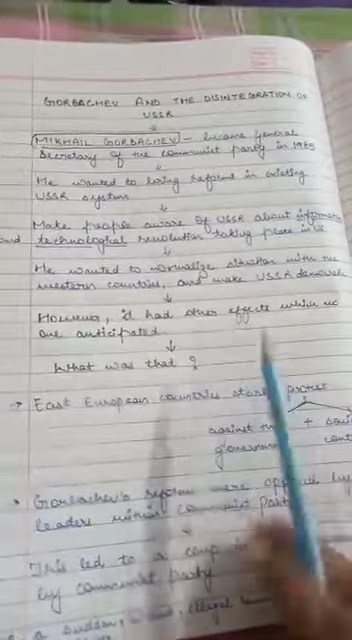 GORBACHEV AND THE DISINTEGRATION OF
USSR
MIKHAIL GORBACHEV - became general
Secretary of the communist party in 1985
He wanted to bring reforms in existing
USSR system
Make people aware of USSR about information
and technological revolution taking place in
He wanted to normalize situation with the
western countries, and make USSR democratic
However, it had other effects which no
one anticipated.
What was that ?
→ East European countries protest
against +
government
Gorbachev's reform were opposed by
leaders within communist party
This led to a coup
by communist party
a sudden, illegal